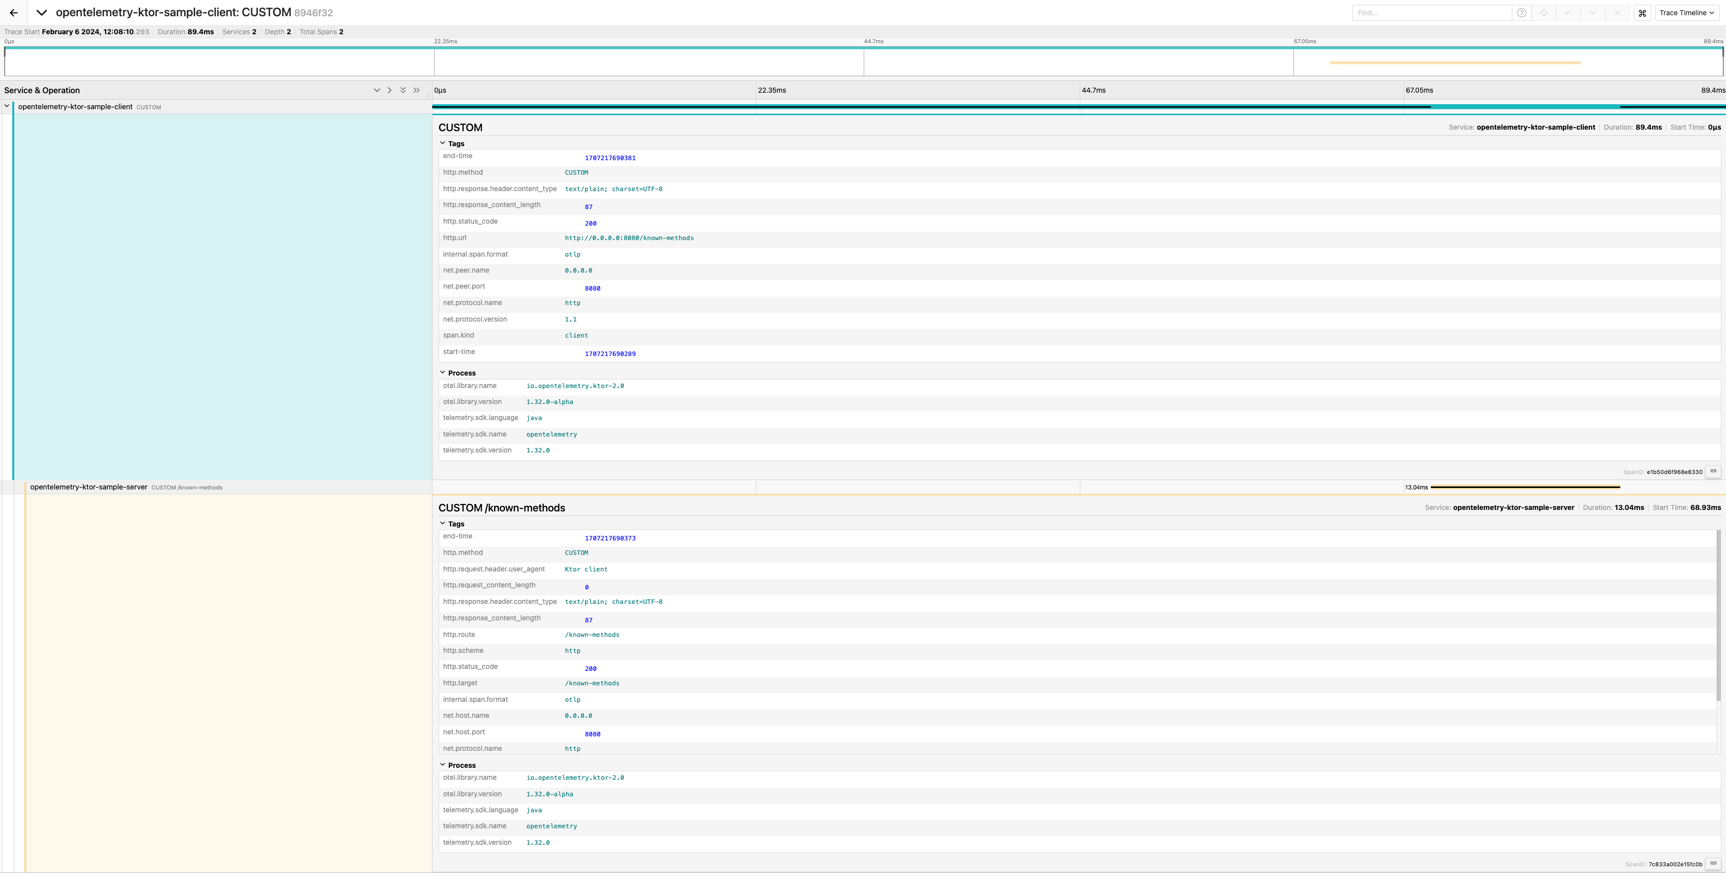 opentelemetry-ktor-sample-client: CUSTOM 8946f32
Find...
Trace Timeline
Trace Start February 6 2024, 12:08:10.293 Duration 89.4ms Services 2 Depth 2 Total Spans 2
0µs 22.35ms 44.7ms 67.05ms 89.4ms
Service & Operation 0µs 22.35ms 44.7ms 67.05ms 89.4ms
opentelemetry-ktor-sample-client CUSTOM
CUSTOM Service: opentelemetry-ktor-sample-client Duration: 89.4ms Start Time: 0µs
Tags
end-time 1707217690381
http.method CUSTOM
http.response.header.content_type text/plain; charset=UTF-8
http.response_content_length 87
http.status_code 200
http.url http://0.0.0.0:8080/known-methods
internal.span.format otlp
net.peer.name 0.0.0.0
net.peer.port 8080
net.protocol.name http
net.protocol.version 1.1
span.kind client
start-time 1707217690289
Process
otel.library.name io.opentelemetry.ktor-2.0
otel.library.version 1.32.0-alpha
telemetry.sdk.language java
telemetry.sdk.name opentelemetry
telemetry.sdk.version 1.32.0
SpanID: e1b50d6f968e6330
opentelemetry-ktor-sample-server CUSTOM /known-methods 13.04ms
CUSTOM /known-methods Service: opentelemetry-ktor-sample-server Duration: 13.04ms Start Time: 68.93ms
Tags
end-time 1707217690373
http.method CUSTOM
http.request.header.user_agent Ktor client
http.request_content_length 0
http.response.header.content_type text/plain; charset=UTF-8
http.response_content_length 87
http.route /known-methods
http.scheme http
http.status_code 200
http.target /known-methods
internal.span.format otlp
net.host.name 0.0.0.0
net.host.port 8080
net.protocol.name http
Process
otel.library.name io.opentelemetry.ktor-2.0
otel.library.version 1.32.0-alpha
telemetry.sdk.language java
telemetry.sdk.name opentelemetry
telemetry.sdk.version 1.32.0
SpanID: 7c833a002e15fc0b